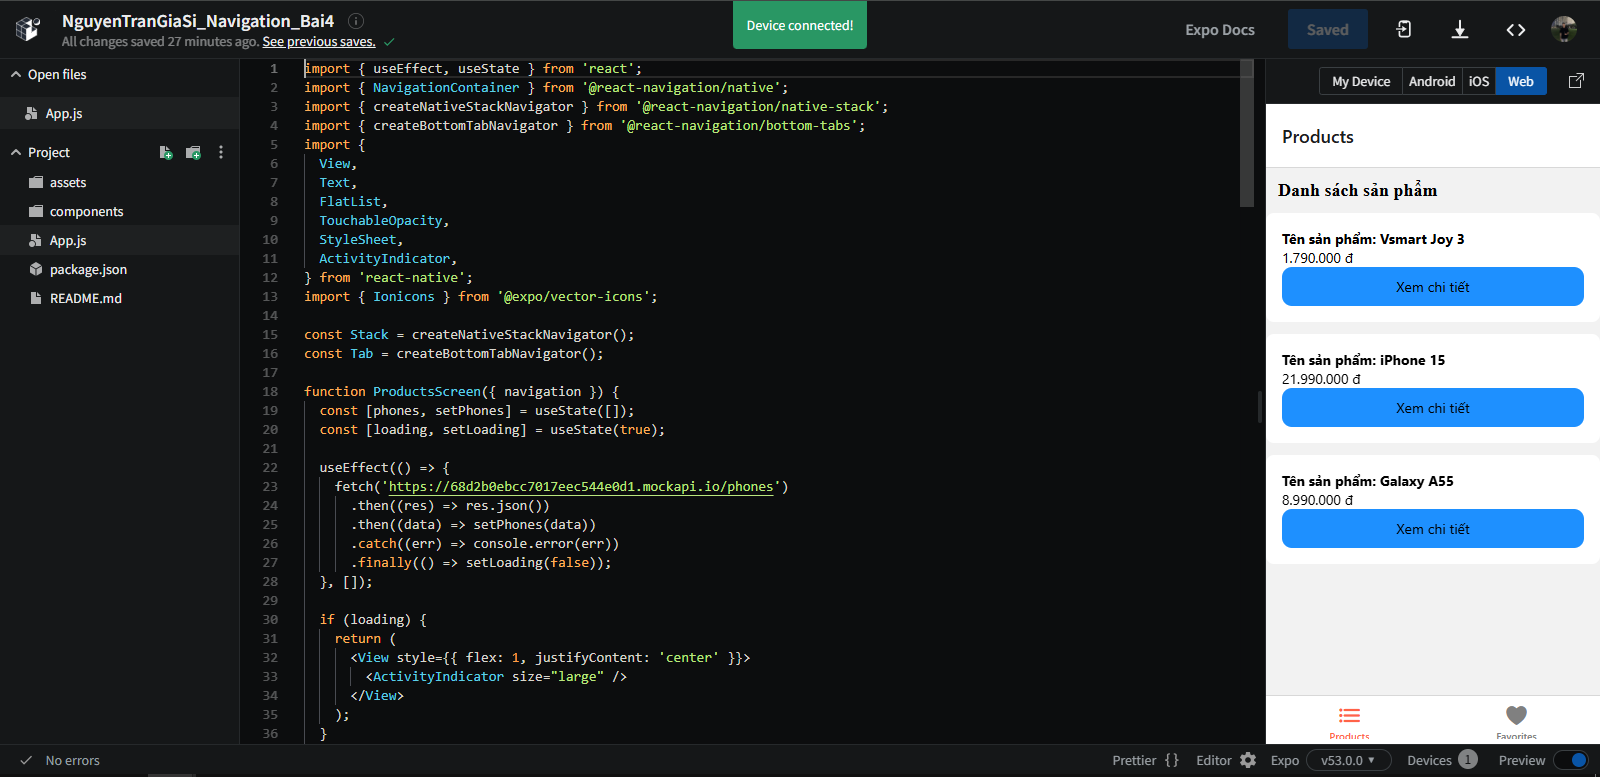 NguyenTranGiaSi_Navigation_Bai4
All changes saved 27 minutes ago. See previous saves.
Device connected!
Expo Docs
Saved
Open files
App.js
Project
assets
components
App.js
package.json
README.md
1 import { useEffect, useState } from 'react';
2 import { NavigationContainer } from '@react-navigation/native';
3 import { createNativeStackNavigator } from '@react-navigation/native-stack';
4 import { createBottomTabNavigator } from '@react-navigation/bottom-tabs';
5 import {
6 View,
7 Text,
8 FlatList,
9 TouchableOpacity,
10 StyleSheet,
11 ActivityIndicator,
12 } from 'react-native';
13 import { Ionicons } from '@expo/vector-icons';
14
15 const Stack = createNativeStackNavigator();
16 const Tab = createBottomTabNavigator();
17
18 function ProductsScreen({ navigation }) {
19 const [phones, setPhones] = useState([]);
20 const [loading, setLoading] = useState(true);
21
22 useEffect(() => {
23 fetch('https://68d2b0ebcc7017eec544e0d1.mockapi.io/phones')
24 .then((res) => res.json())
25 .then((data) => setPhones(data))
26 .catch((err) => console.error(err))
27 .finally(() => setLoading(false));
28 }, []);
29
30 if (loading) {
31 return (
32 <View style={{ flex: 1, justifyContent: 'center' }}>
33 <ActivityIndicator size="large" />
34 </View>
35 );
36 }
My Device Android iOS Web
Products
Danh sách sản phẩm
Tên sản phẩm: Vsmart Joy 3
1.790.000 đ
Xem chi tiết
Tên sản phẩm: iPhone 15
21.990.000 đ
Xem chi tiết
Tên sản phẩm: Galaxy A55
8.990.000 đ
Xem chi tiết
Products Favorites
No errors
Prettier { } Editor Expo v53.0.0 Devices 1 Preview